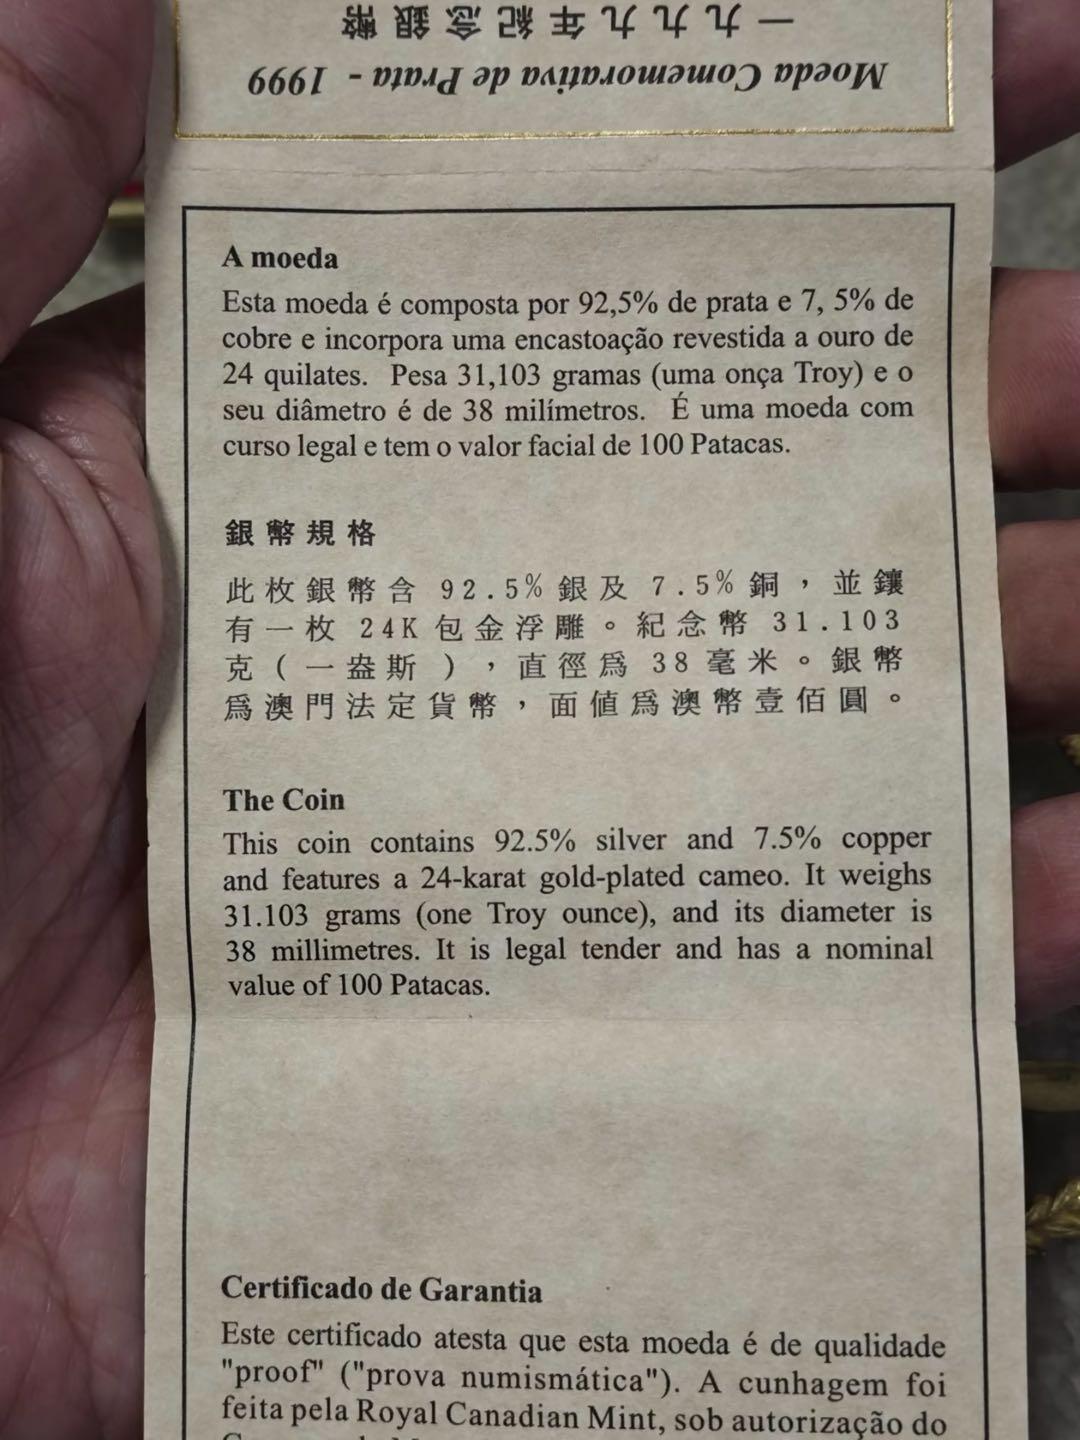 一九九九年紀念銀幣
Moeda Comemorativa de Prata - 1999
A moeda
Esta moeda é composta por 92,5% de prata e 7, 5% de
cobre e incorpora uma encastoação revestida a ouro de
24 quilates. Pesa 31,103 gramas (uma onça Troy) e o
seu diâmetro é de 38 milímetros. É uma moeda com
curso legal e tem o valor facial de 100 Patacas.
銀幣規格
此枚銀幣含 92.5% 銀及 7.5% 銅，並鑲
有一枚 24K 包金浮雕。紀念幣 31.103
克(一盎斯)，直徑爲 38 毫米。銀幣
爲澳門法定貨幣，面值爲澳幣壹佰圓。
The Coin
This coin contains 92.5% silver and 7.5% copper
and features a 24-karat gold-plated cameo. It weighs
31.103 grams (one Troy ounce), and its diameter is
38 millimetres. It is legal tender and has a nominal
value of 100 Patacas.
Certificado de Garantia
Este certificado atesta que esta moeda é de qualidade
"proof" ("prova numismática"). A cunhagem foi
feita pela Royal Canadian Mint, sob autorização do